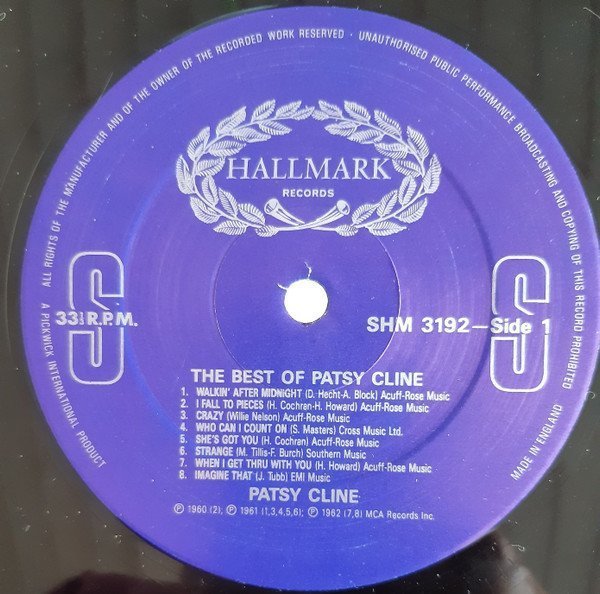 ALL RIGHTS OF THE MANUFACTURER AND OF THE OWNER OF THE RECORDED WORK RESERVED · UNAUTHORISED PUBLIC PERFORMANCE BROADCASTING AND COPYING OF THIS RECORD PROHIBITED
HALLMARK
RECORDS
S
33⅓ R.P.M.
S
SHM 3192–Side 1
THE BEST OF PATSY CLINE
1. WALKIN' AFTER MIDNIGHT (D. Hecht-A. Block) Acuff-Rose Music
2. I FALL TO PIECES (H. Cochran-H. Howard) Acuff-Rose Music
3. CRAZY (Willie Nelson) Acuff-Rose Music
4. WHO CAN I COUNT ON (S. Masters) Cross Music Ltd.
5. SHE'S GOT YOU (H. Cochran) Acuff-Rose Music
6. STRANGE (M. Tillis-F. Burch) Southern Music
7. WHEN I GET THRU WITH YOU (H. Howard) Acuff-Rose Music
8. IMAGINE THAT (J. Tubb) EMI Music
PATSY CLINE
℗ 1960 (2); ℗ 1961 (1,3,4,5,6); ℗ 1962 (7,8) MCA Records Inc.
A PICKWICK INTERNATIONAL PRODUCT
MADE IN ENGLAND